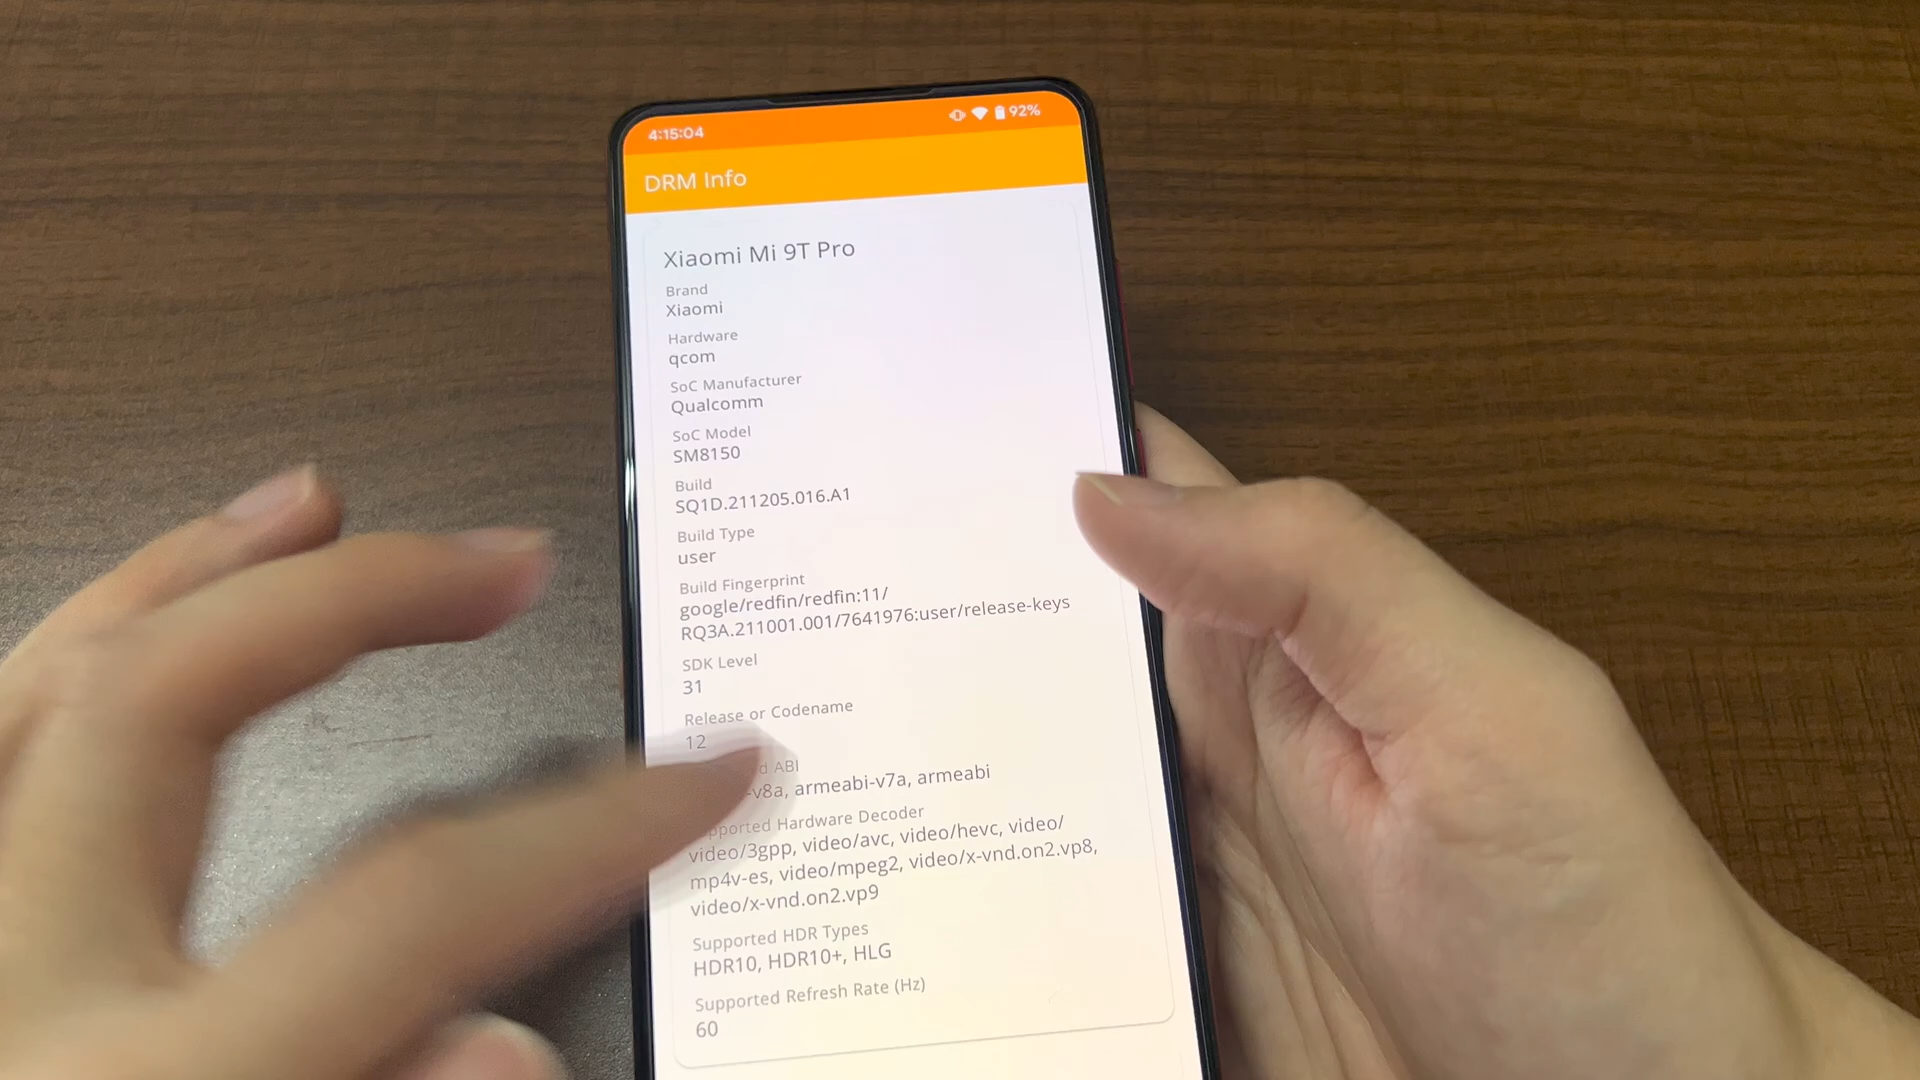 4:15:04 92%
DRM Info
Xiaomi Mi 9T Pro
Brand
Xiaomi
Hardware
qcom
SoC Manufacturer
Qualcomm
SoC Model
SM8150
Build
SQ1D.211205.016.A1
Build Type
user
Build Fingerprint
google/redfin/redfin:11/
RQ3A.211001.001/7641976:user/release-keys
SDK Level
31
Release or Codename
12
ABI
-v8a, armeabi-v7a, armeabi
Supported Hardware Decoder
video/3gpp, video/avc, video/hevc, video/
mp4v-es, video/mpeg2, video/x-vnd.on2.vp8,
video/x-vnd.on2.vp9
Supported HDR Types
HDR10, HDR10+, HLG
Supported Refresh Rate (Hz)
60